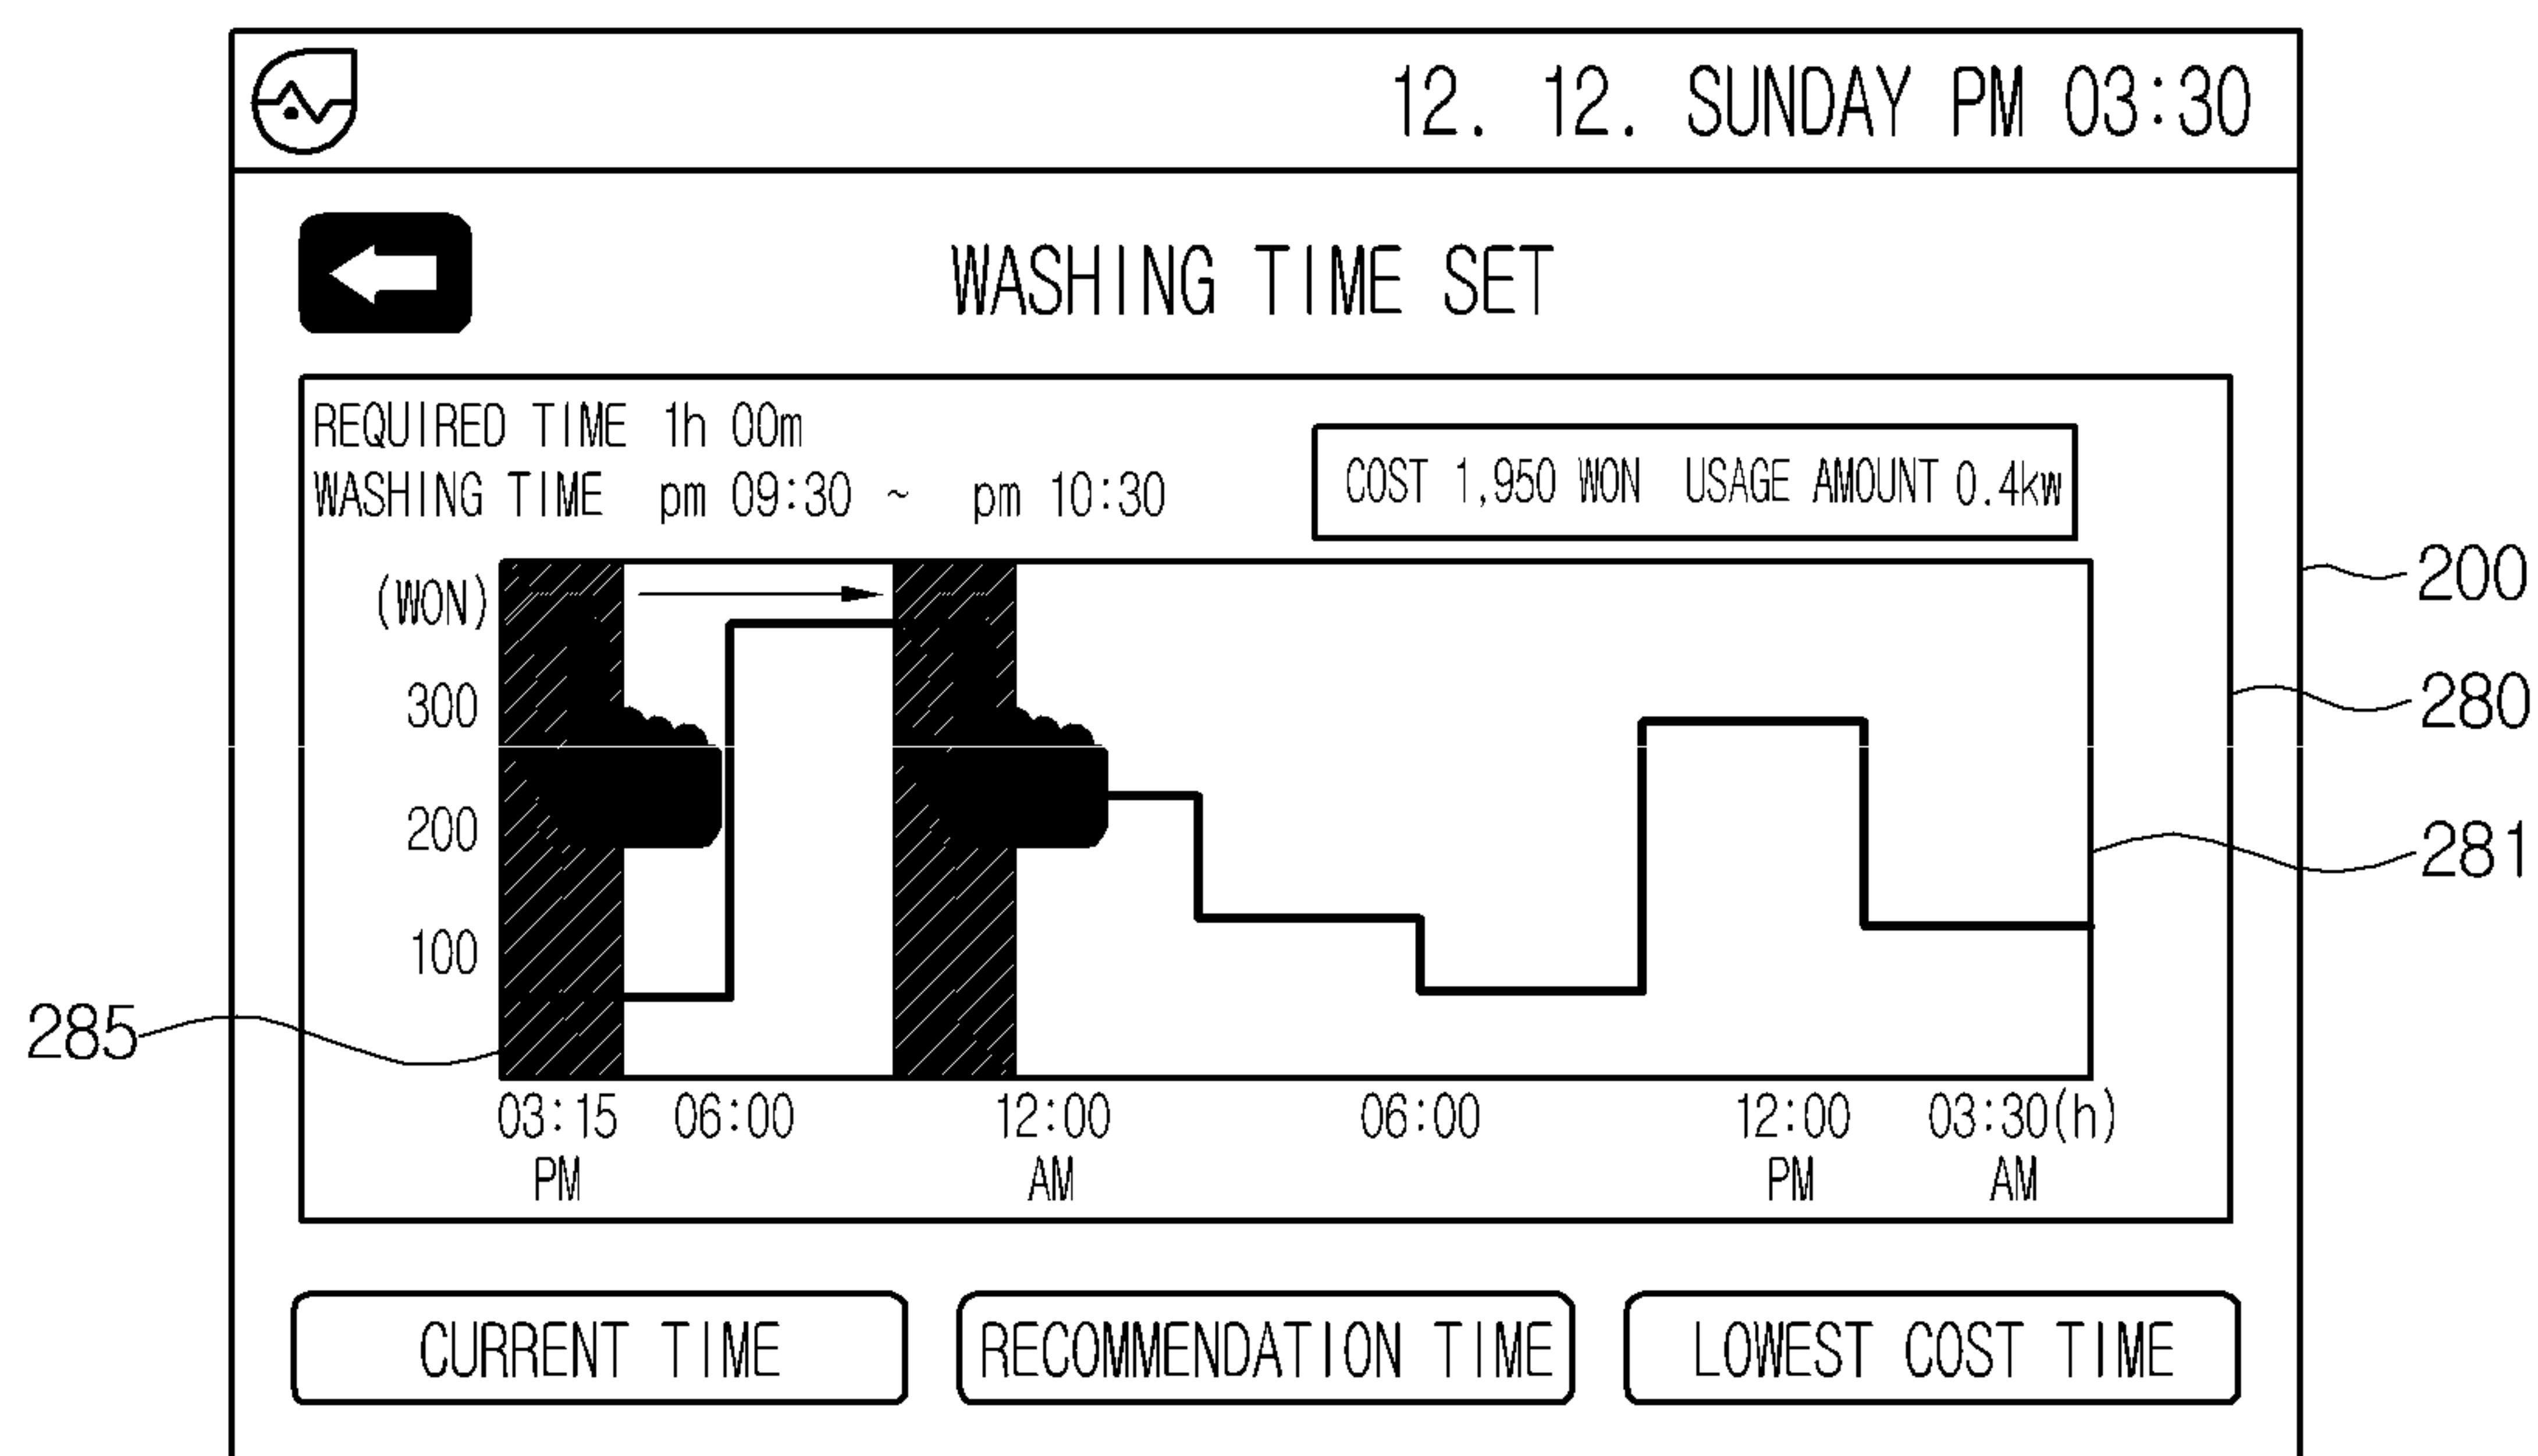 12. 12. SUNDAY PM 03:30
WASHING TIME SET
REQUIRED TIME 1h 00m
WASHING TIME pm 09:30 ~ pm 10:30
COST 1,950 WON USAGE AMOUNT 0.4kw
(WON)
300
200
100
200
280
281
285
03:15 06:00 12:00 06:00 12:00 03:30(h)
PM AM PM AM
CURRENT TIME RECOMMENDATION TIME LOWEST COST TIME